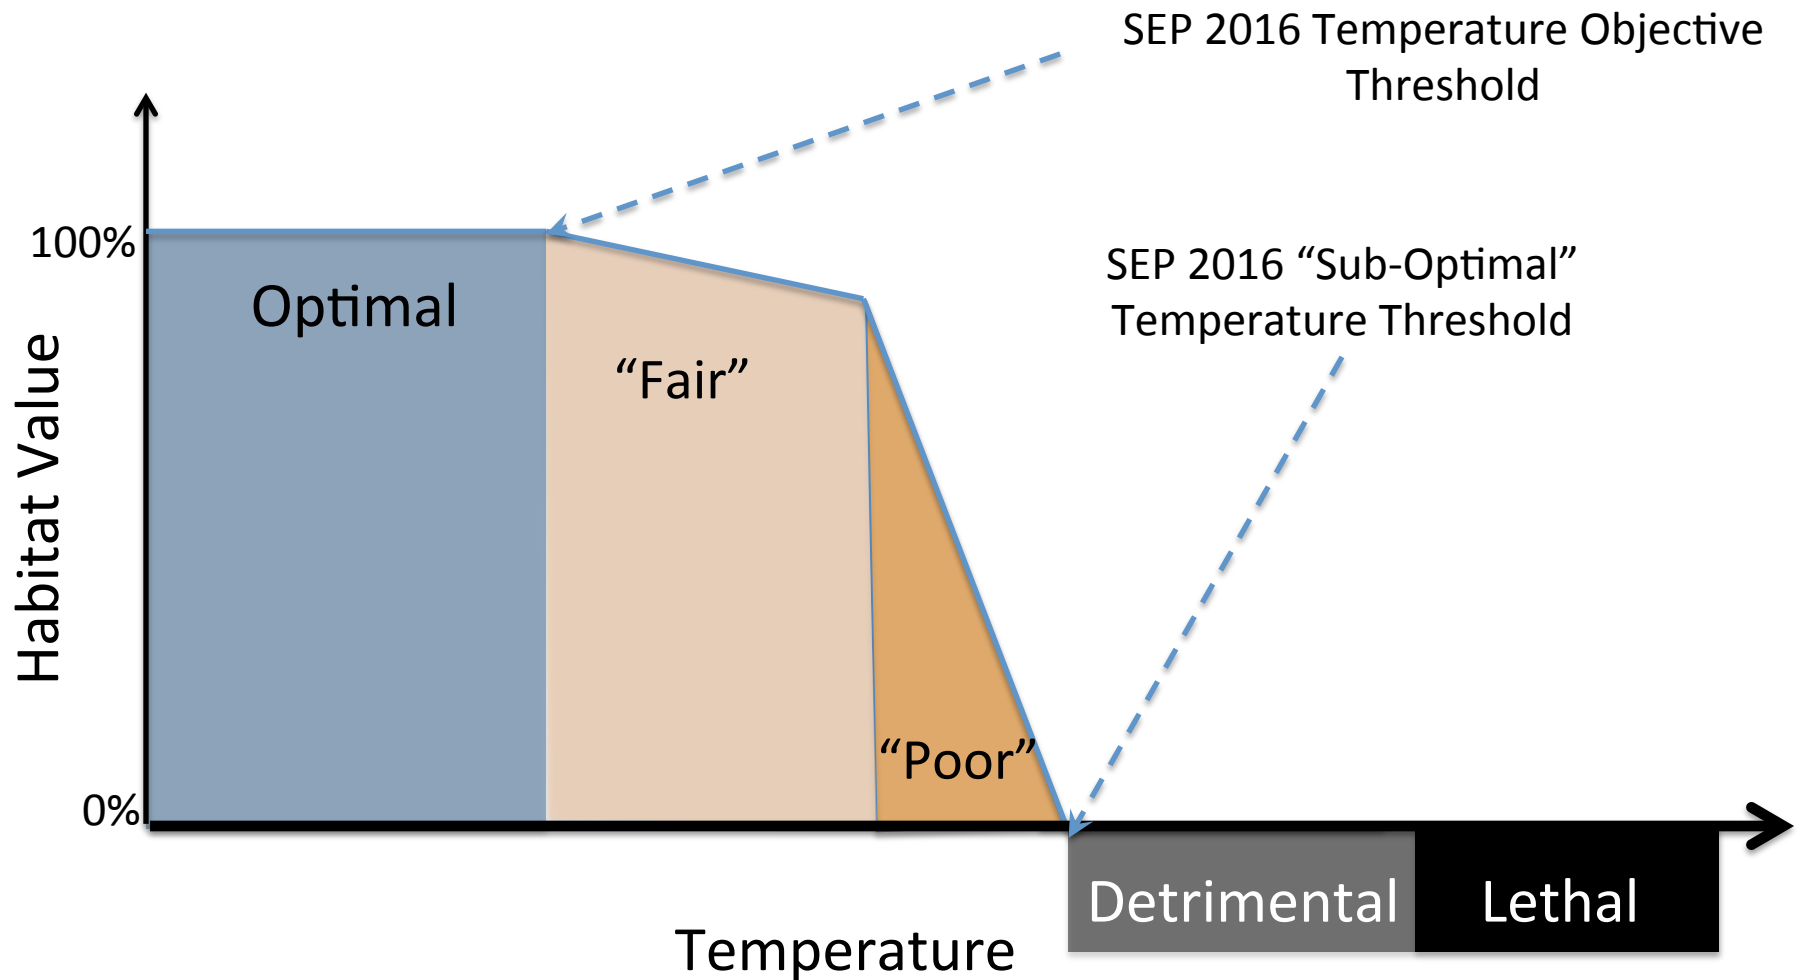 SEP 2016 Temperature Objective
Threshold
100%
SEP 2016 “Sub-Optimal”
Temperature Threshold
Optimal
“Fair”
Habitat Value
“Poor”
0%
Detrimental
Lethal
Temperature